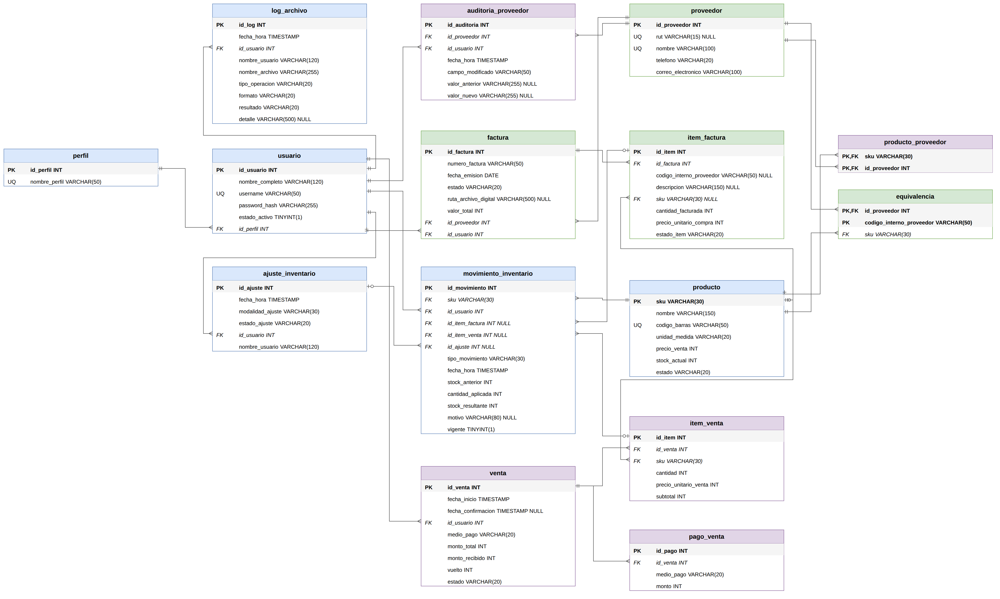 log_archivo
PK id_log INT
fecha_hora TIMESTAMP
FK id_usuario INT
nombre_usuario VARCHAR(120)
nombre_archivo VARCHAR(255)
tipo_operacion VARCHAR(20)
formato VARCHAR(20)
resultado VARCHAR(20)
detalle VARCHAR(500) NULL
auditoria_proveedor
PK id_auditoria INT
FK id_proveedor INT
FK id_usuario INT
fecha_hora TIMESTAMP
campo_modificado VARCHAR(50)
valor_anterior VARCHAR(255) NULL
valor_nuevo VARCHAR(255) NULL
proveedor
PK id_proveedor INT
UQ rut VARCHAR(15) NULL
UQ nombre VARCHAR(100)
telefono VARCHAR(20)
correo_electronico VARCHAR(100)
perfil
PK id_perfil INT
UQ nombre_perfil VARCHAR(50)
usuario
PK id_usuario INT
nombre_completo VARCHAR(120)
UQ username VARCHAR(50)
password_hash VARCHAR(255)
estado_activo TINYINT(1)
FK id_perfil INT
factura
PK id_factura INT
numero_factura VARCHAR(50)
fecha_emision DATE
estado VARCHAR(20)
ruta_archivo_digital VARCHAR(500) NULL
valor_total INT
FK id_proveedor INT
FK id_usuario INT
item_factura
PK id_item INT
FK id_factura INT
codigo_interno_proveedor VARCHAR(50) NULL
descripcion VARCHAR(150) NULL
FK sku VARCHAR(30) NULL
cantidad_facturada INT
precio_unitario_compra INT
estado_item VARCHAR(20)
producto_proveedor
PK,FK sku VARCHAR(30)
PK,FK id_proveedor INT
equivalencia
PK,FK id_proveedor INT
PK codigo_interno_proveedor VARCHAR(50)
FK sku VARCHAR(30)
ajuste_inventario
PK id_ajuste INT
fecha_hora TIMESTAMP
modalidad_ajuste VARCHAR(30)
estado_ajuste VARCHAR(20)
FK id_usuario INT
nombre_usuario VARCHAR(120)
movimiento_inventario
PK id_movimiento INT
FK sku VARCHAR(30)
FK id_usuario INT
FK id_item_factura INT NULL
FK id_item_venta INT NULL
FK id_ajuste INT NULL
tipo_movimiento VARCHAR(30)
fecha_hora TIMESTAMP
stock_anterior INT
cantidad_aplicada INT
stock_resultante INT
motivo VARCHAR(80) NULL
vigente TINYINT(1)
producto
PK sku VARCHAR(30)
nombre VARCHAR(150)
UQ codigo_barras VARCHAR(50)
unidad_medida VARCHAR(20)
precio_venta INT
stock_actual INT
estado VARCHAR(20)
item_venta
PK id_item INT
FK id_venta INT
FK sku VARCHAR(30)
cantidad INT
precio_unitario_venta INT
subtotal INT
venta
PK id_venta INT
fecha_inicio TIMESTAMP
fecha_confirmacion TIMESTAMP NULL
FK id_usuario INT
medio_pago VARCHAR(20)
monto_total INT
monto_recibido INT
vuelto INT
estado VARCHAR(20)
pago_venta
PK id_pago INT
FK id_venta INT
medio_pago VARCHAR(20)
monto INT